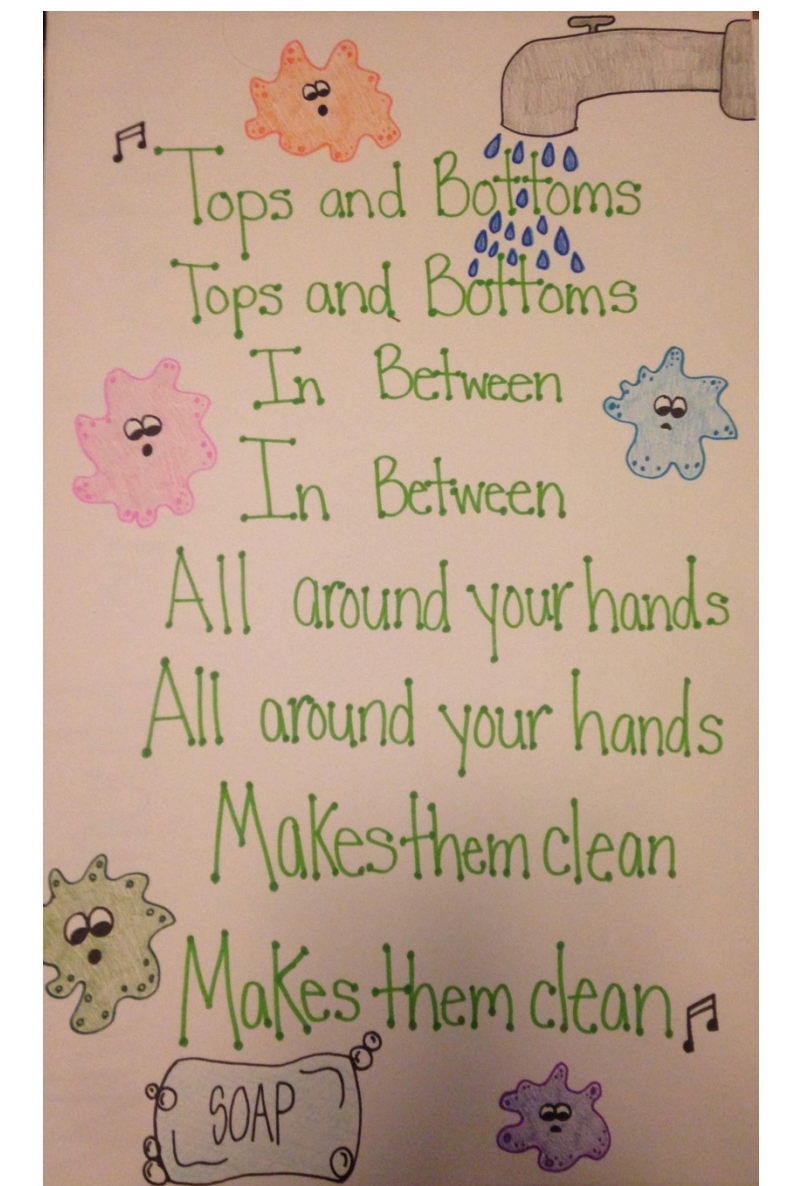 Tops and Bottoms
Tops and Bottoms
In Between
In Between
All around your hands
All around your hands
Makes them clean
Makes them clean
SOAP